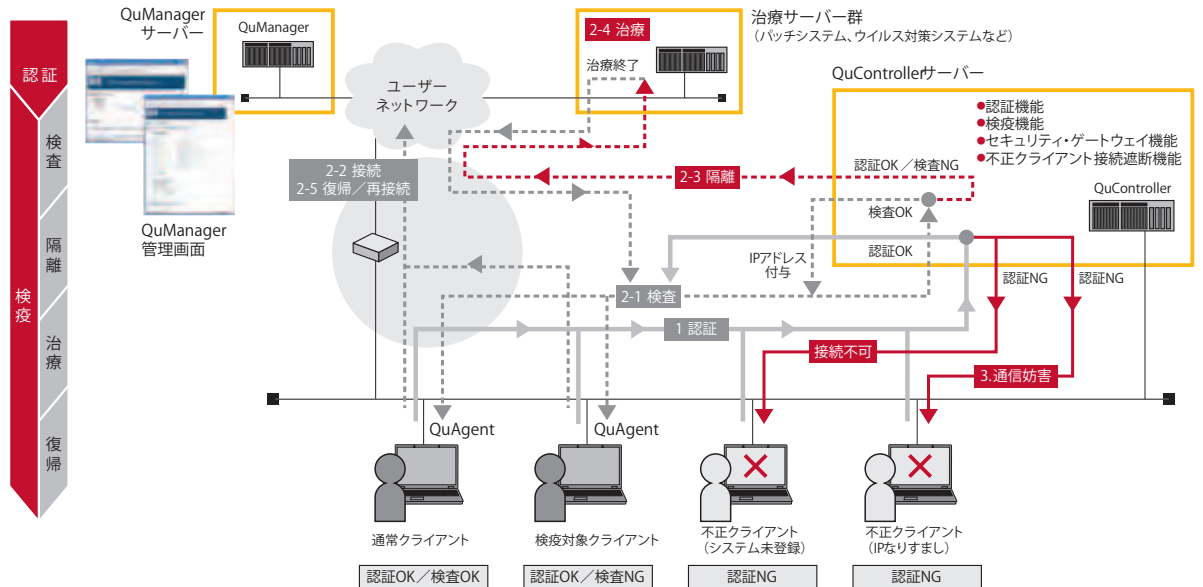 QuManager
サーバー
QuManager
2-4 治療
治療サーバー群
（パッチシステム、ウイルス対策システムなど）
治療終了
ユーザー
ネットワーク
QuControllerサーバー
●認証機能
●検疫機能
●セキュリティ・ゲートウェイ機能
●不正クライアント接続遮断機能
QuController
認証
検査
隔離
治療
復帰
検疫
QuManager
管理画面
2-2 接続
2-5 復帰／再接続
2-3 隔離
認証OK／検査NG
検査OK
認証OK
IPアドレス
付与
認証NG
認証NG
2-1 検査
1 認証
接続不可
3.通信妨害
QuAgent
QuAgent
通常クライアント
検疫対象クライアント
不正クライアント
（システム未登録）
不正クライアント
（IPなりすまし）
認証OK／検査OK
認証OK／検査NG
認証NG
認証NG